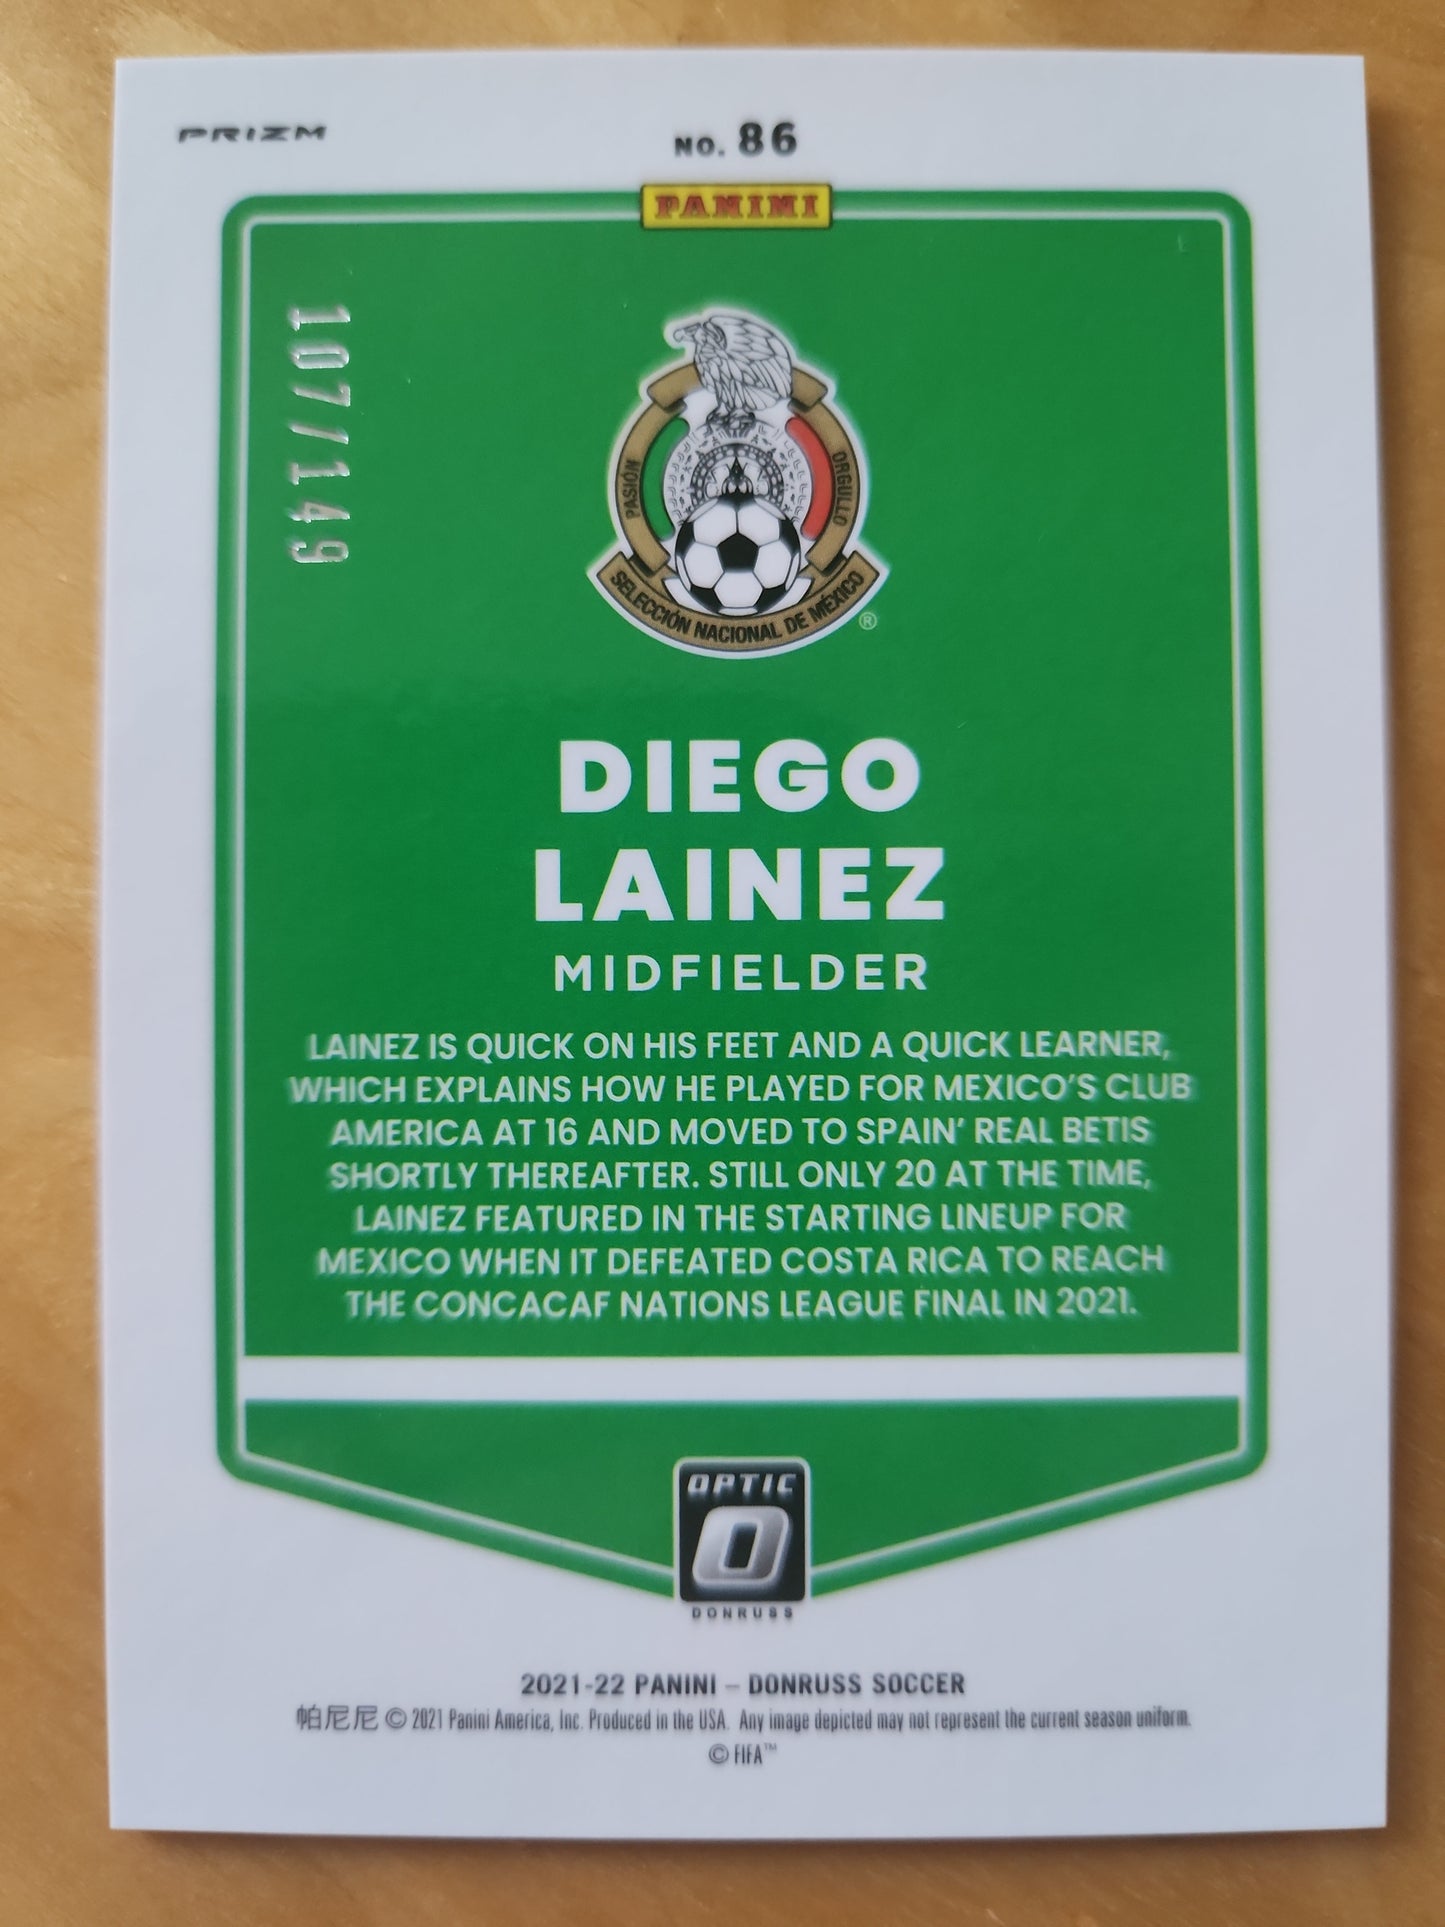 PRIZM
NO. 86
PANINI
107/149
PASIÓN
ORGULLO
SELECCIÓN NACIONAL DE MÉXICO
®
DIEGO
LAINEZ
MIDFIELDER
LAINEZ IS QUICK ON HIS FEET AND A QUICK LEARNER,
WHICH EXPLAINS HOW HE PLAYED FOR MEXICO'S CLUB
AMERICA AT 16 AND MOVED TO SPAIN' REAL BETIS
SHORTLY THEREAFTER. STILL ONLY 20 AT THE TIME,
LAINEZ FEATURED IN THE STARTING LINEUP FOR
MEXICO WHEN IT DEFEATED COSTA RICA TO REACH
THE CONCACAF NATIONS LEAGUE FINAL IN 2021.
OPTIC
O
DONRUSS
2021-22 PANINI – DONRUSS SOCCER
帕尼尼 © 2021 Panini America, Inc. Produced in the USA. Any image depicted may not represent the current season uniform.
© FIFA™